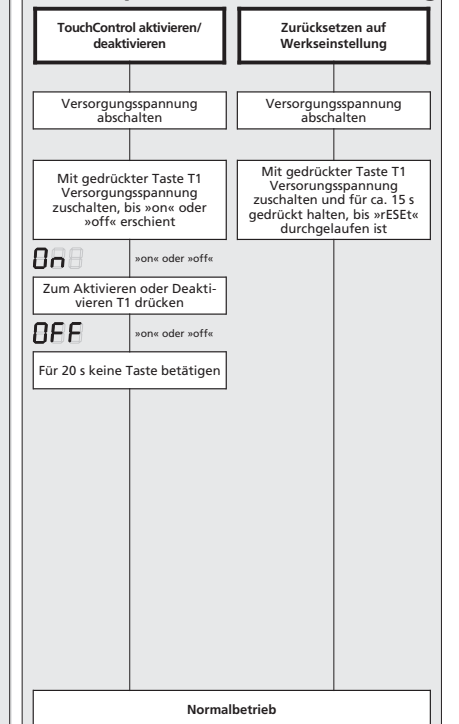 TouchControl aktivieren/
deaktivieren
Versorgungsspannung
abschalten
Mit gedrückter Taste T1
Versorgungsspannung
zuschalten, bis »on« oder
»off« erschient
On
»on« oder »off«
Zum Aktivieren oder Deakti-
vieren T1 drücken
OFF
»on« oder »off«
Für 20 s keine Taste betätigen
Zurücksetzen auf
Werkseinstellung
Versorgungsspannung
abschalten
Mit gedrückter Taste T1
Versorungsspannung
zuschalten und für ca. 15 s
gedrückt halten, bis »rESEt«
durchgelaufen ist
Normalbetrieb